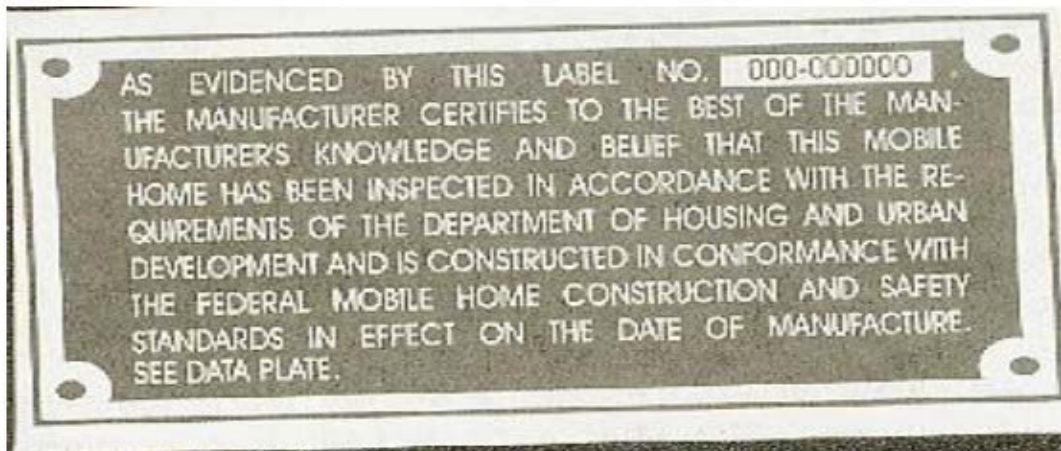 AS EVIDENCED BY THIS LABEL NO. 000-000000 .
THE MANUFACTURER CERTIFIES TO THE BEST OF THE MAN-
UFACTURER'S KNOWLEDGE AND BELIEF THAT THIS MOBILE
HOME HAS BEEN INSPECTED IN ACCORDANCE WITH THE RE-
QUIREMENTS OF THE DEPARTMENT OF HOUSING AND URBAN
DEVELOPMENT AND IS CONSTRUCTED IN CONFORMANCE WITH
THE FEDERAL MOBILE HOME CONSTRUCTION AND SAFETY
STANDARDS IN EFFECT ON THE DATE OF MANUFACTURE.
SEE DATA PLATE.